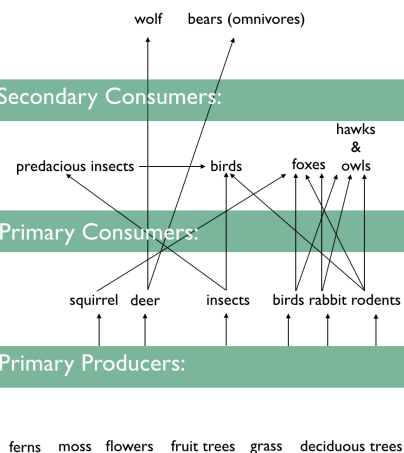 wolf bears (omnivores)
Secondary Consumers:
hawks
&
predacious insects birds foxes owls
Primary Consumers:
squirrel deer insects birds rabbit rodents
Primary Producers:
ferns moss flowers fruit trees grass deciduous trees